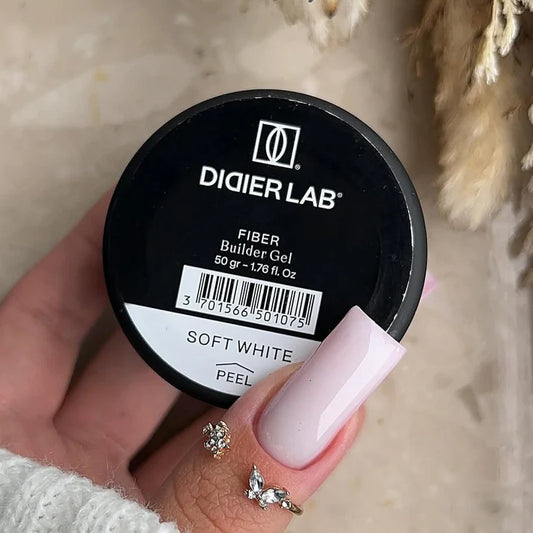 DIDIER LAB®
FIBER
Builder Gel
50 gr – 1.76 fl. Oz
3 701566 501075
SOFT WHITE
PEEL